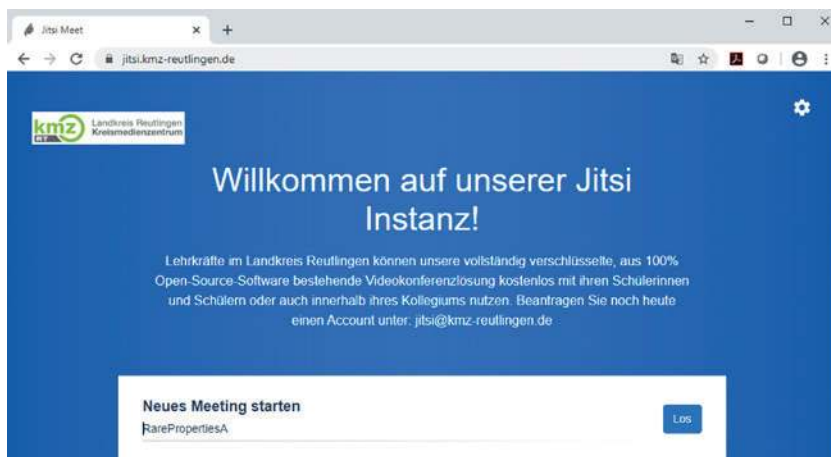 Jitsi Meet
jitsi.kmz-reutlingen.de
kmz
RT
Landkreis Reutlingen
Kreismedienzentrum
Willkommen auf unserer Jitsi
Instanz!
Lehrkräfte im Landkreis Reutlingen können unsere vollständig verschlüsselte, aus 100%
Open-Source-Software bestehende Videokonferenzlösung kostenlos mit ihren Schülerinnen
und Schülern oder auch innerhalb ihres Kollegiums nutzen. Beantragen Sie noch heute
einen Account unter: jitsi@kmz-reutlingen.de
Neues Meeting starten
RarePropertiesA
Los